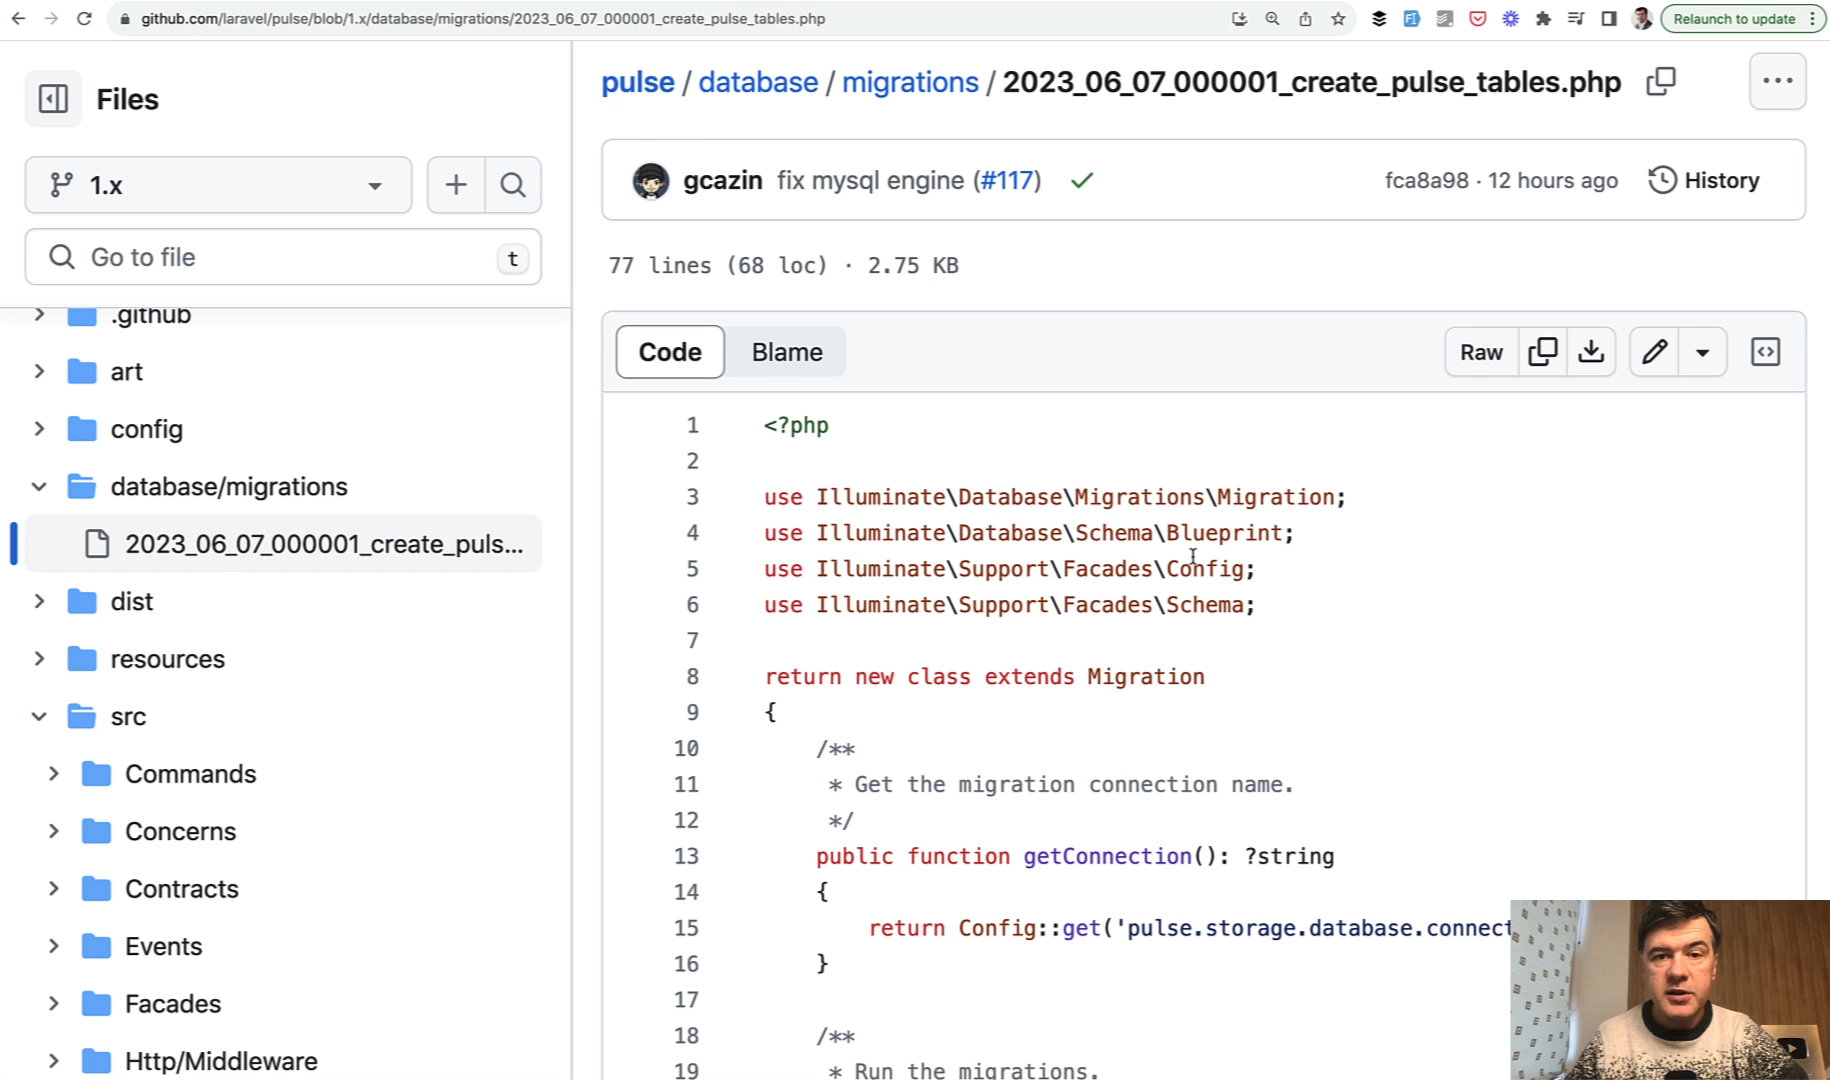 github.com/laravel/pulse/blob/1.x/database/migrations/2023_06_07_000001_create_pulse_tables.php
Relaunch to update
Files
1.x
Go to file
t
.github
art
config
database/migrations
2023_06_07_000001_create_puls...
dist
resources
src
Commands
Concerns
Contracts
Events
Facades
Http/Middleware
pulse / database / migrations / 2023_06_07_000001_create_pulse_tables.php
gcazin fix mysql engine (#117)
fca8a98 · 12 hours ago
History
77 lines (68 loc) · 2.75 KB
Code
Blame
Raw
1 <?php
2
3 use Illuminate\Database\Migrations\Migration;
4 use Illuminate\Database\Schema\Blueprint;
5 use Illuminate\Support\Facades\Config;
6 use Illuminate\Support\Facades\Schema;
7
8 return new class extends Migration
9 {
10 /**
11 * Get the migration connection name.
12 */
13 public function getConnection(): ?string
14 {
15 return Config::get('pulse.storage.database.connect
16 }
17
18 /**
19 * Run the migrations.